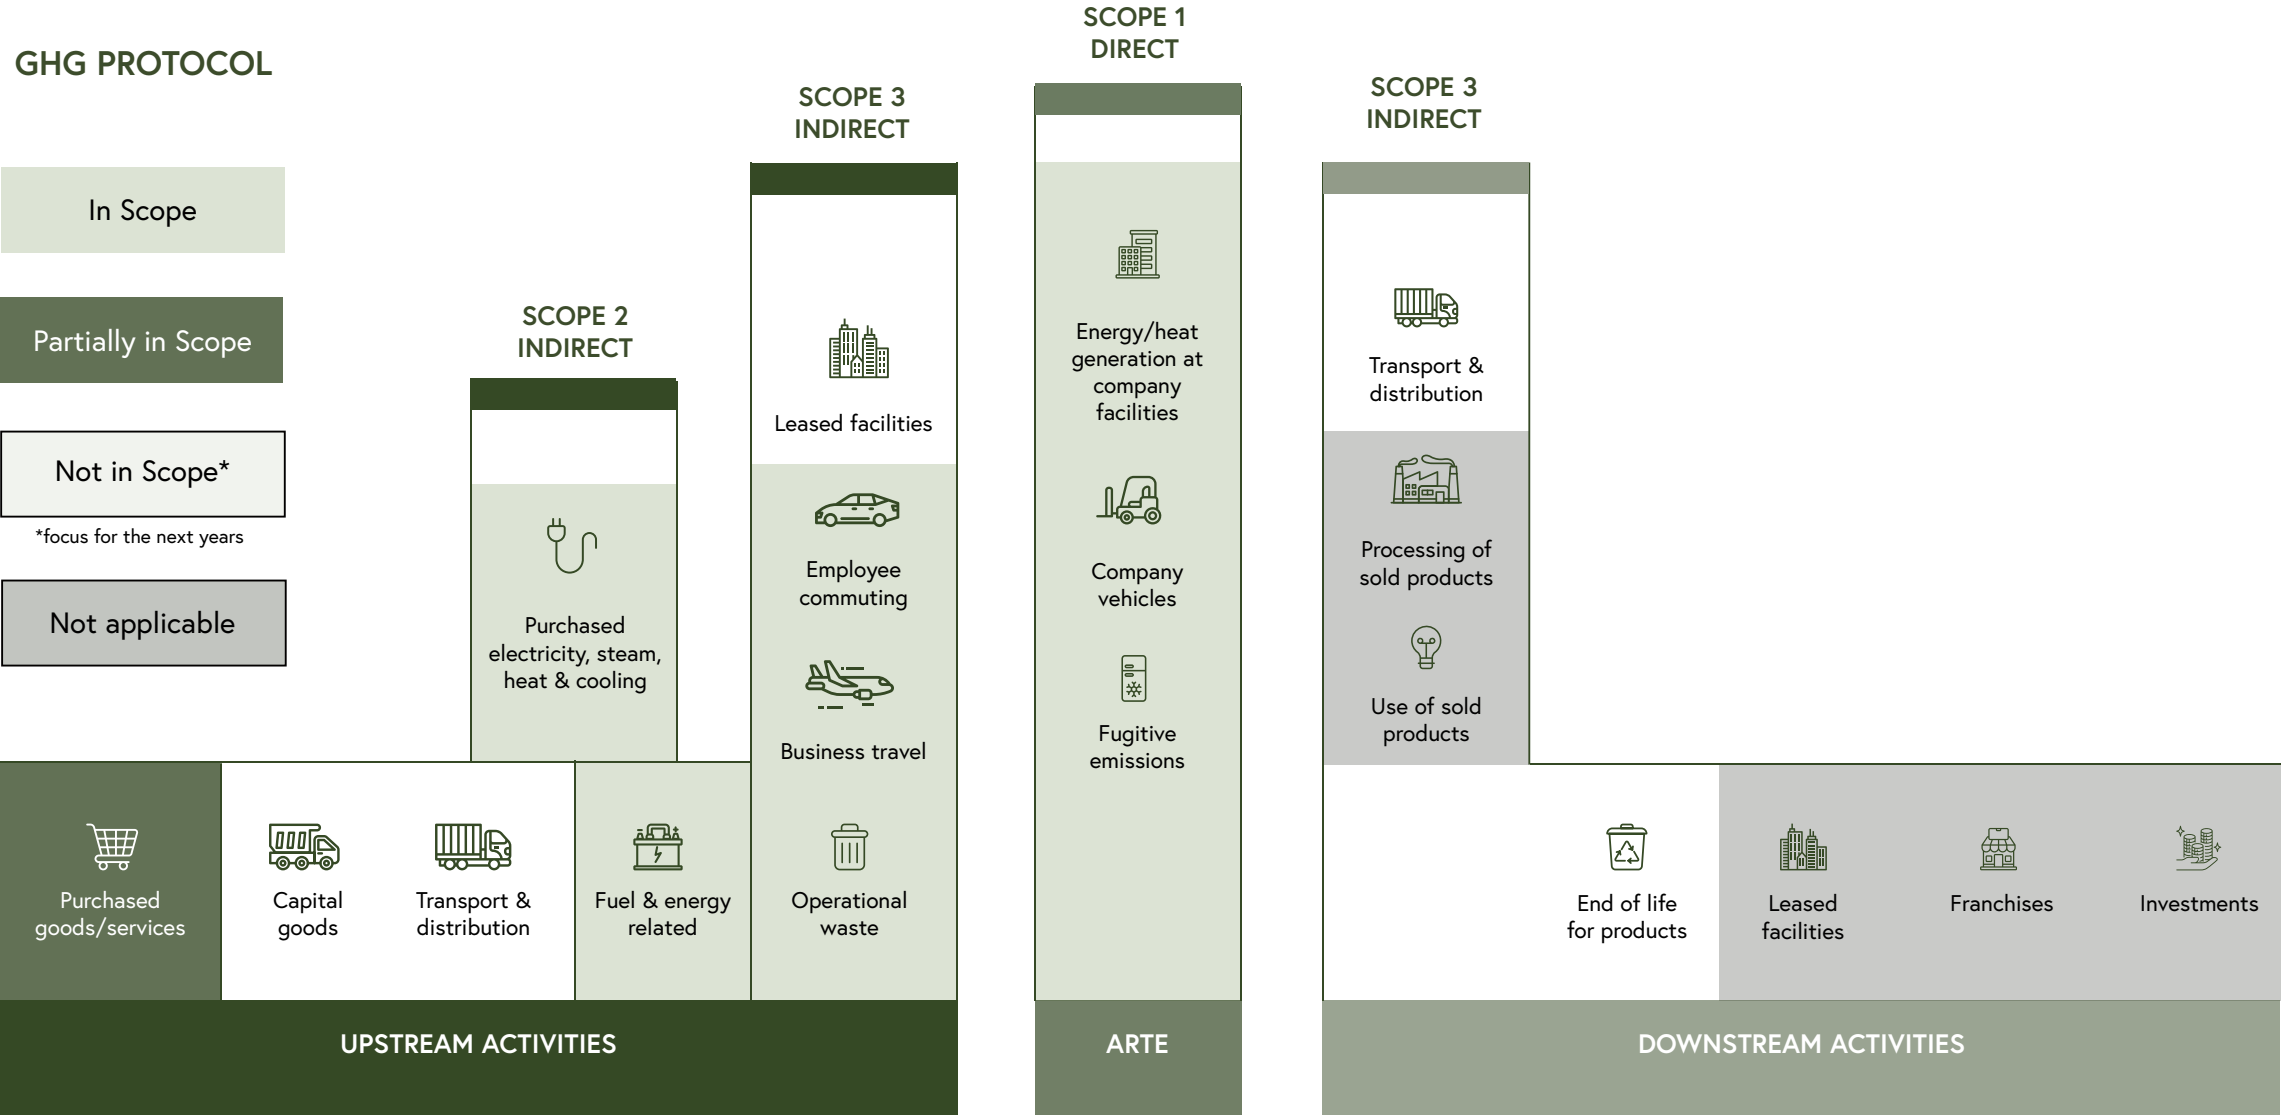 GHG PROTOCOL
In Scope
Partially in Scope
Not in Scope*
*focus for the next years
Not applicable
SCOPE 2
INDIRECT
Purchased
electricity, steam,
heat & cooling
SCOPE 3
INDIRECT
Leased facilities
Employee
commuting
Business travel
Operational
waste
Purchased
goods/services
Capital
goods
Transport &
distribution
Fuel & energy
related
UPSTREAM ACTIVITIES
SCOPE 1
DIRECT
Energy/heat
generation at
company
facilities
Company
vehicles
Fugitive
emissions
ARTE
SCOPE 3
INDIRECT
Transport &
distribution
Processing of
sold products
Use of sold
products
End of life
for products
Leased
facilities
Franchises
Investments
DOWNSTREAM ACTIVITIES